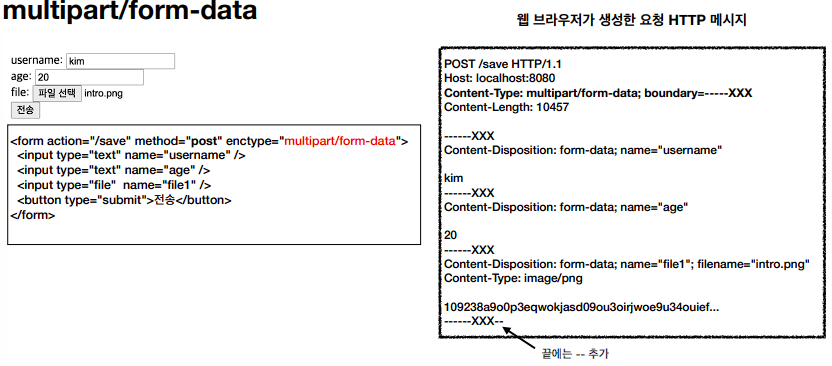 multipart/form-data
username: kim
age: 20
file: 파일 선택 intro.png
전송
<form action="/save" method="post" enctype="multipart/form-data">
<input type="text" name="username" />
<input type="text" name="age" />
<input type="file" name="file1" />
<button type="submit">전송</button>
</form>
웹 브라우저가 생성한 요청 HTTP 메시지
POST /save HTTP/1.1
Host: localhost:8080
Content-Type: multipart/form-data; boundary=-----XXX
Content-Length: 10457

------XXX
Content-Disposition: form-data; name="username"

kim
------XXX
Content-Disposition: form-data; name="age"

20
------XXX
Content-Disposition: form-data; name="file1"; filename="intro.png"
Content-Type: image/png

109238a9o0p3eqwokjasd09ou3oirjwoe9u34ouief...
------XXX--
끝에는 -- 추가